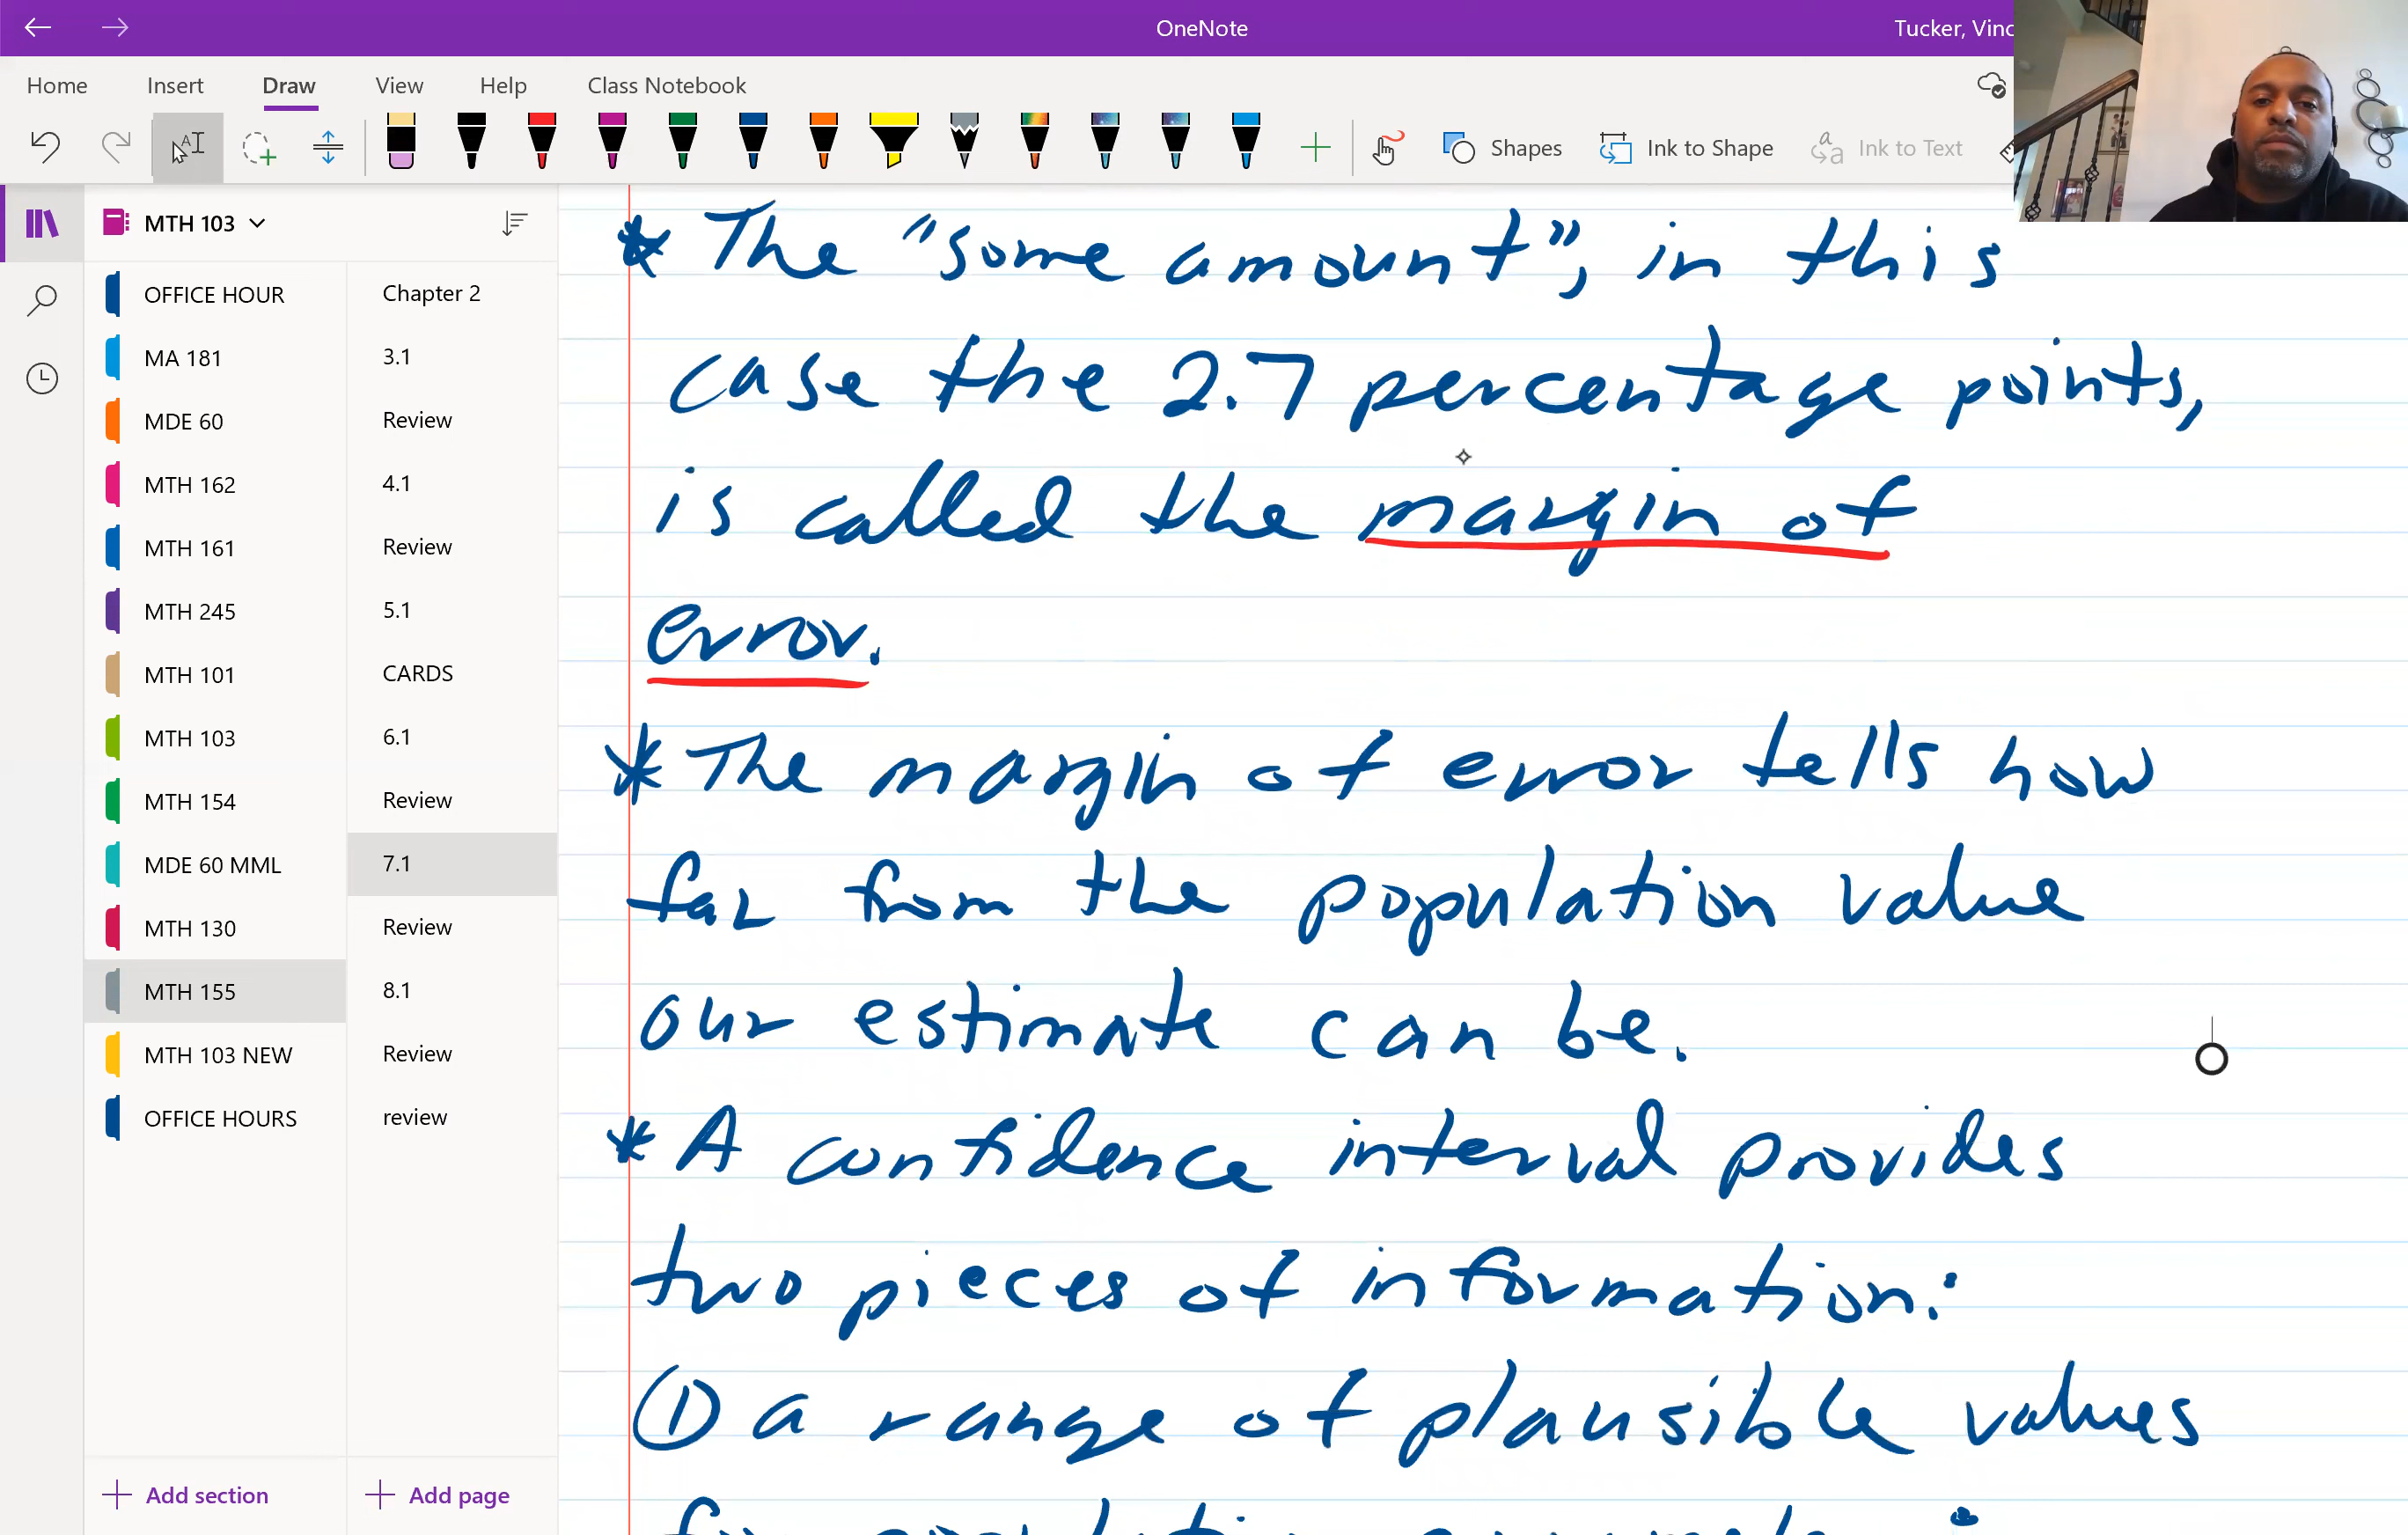 OneNote
Tucker, Vinc
Home Insert Draw View Help Class Notebook
Shapes Ink to Shape Ink to Text
MTH 103
OFFICE HOUR
MA 181
MDE 60
MTH 162
MTH 161
MTH 245
MTH 101
MTH 103
MTH 154
MDE 60 MML
MTH 130
MTH 155
MTH 103 NEW
OFFICE HOURS
Add section
Chapter 2
3.1
Review
4.1
Review
5.1
CARDS
6.1
Review
7.1
Review
8.1
Review
review
Add page
* The "some amount", in this
case the 2.7 percentage points,
is called the margin of
error.
* The margin of error tells how
far from the population value
our estimate can be.
* A confidence interval provides
two pieces of information:
① a range of plausible values